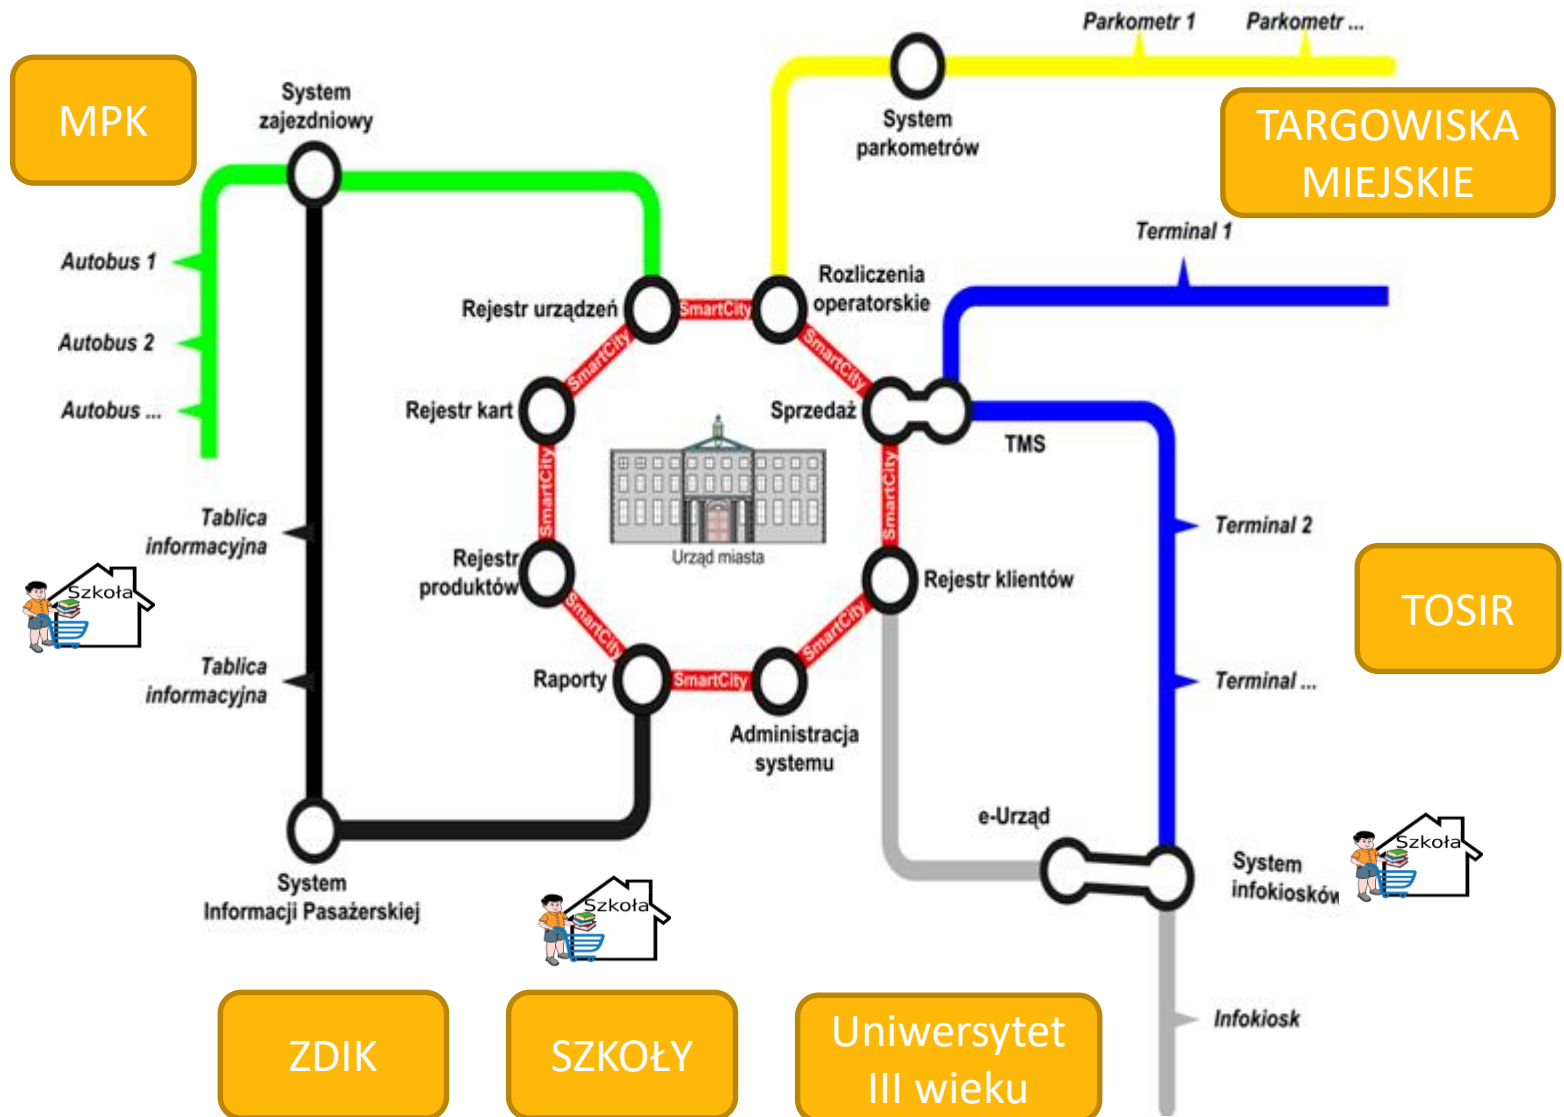 Parkometr 1
Parkometr ...
MPK
System
zajezdniowy
System
parkometrów
TARGOWISKA
MIEJSKIE
Terminal 1
Autobus 1
Autobus 2
Autobus ...
Rejestr urządzeń
SmartCity
Rozliczenia
operatorskie
SmartCity
SmartCity
Rejestr kart
Sprzedaż
TMS
SmartCity
SmartCity
Urząd miasta
Tablica
informacyjna
Terminal 2
Rejestr
produktów
Rejestr klientów
TOSIR
Szkoła
SmartCity
SmartCity
Tablica
informacyjna
Raporty
SmartCity
Terminal ...
Administracja
systemu
e-Urząd
System
infokiosków
Szkoła
System
Informacji Pasażerskiej
Szkoła
ZDIK
SZKOŁY
Uniwersytet
III wieku
Infokiosk